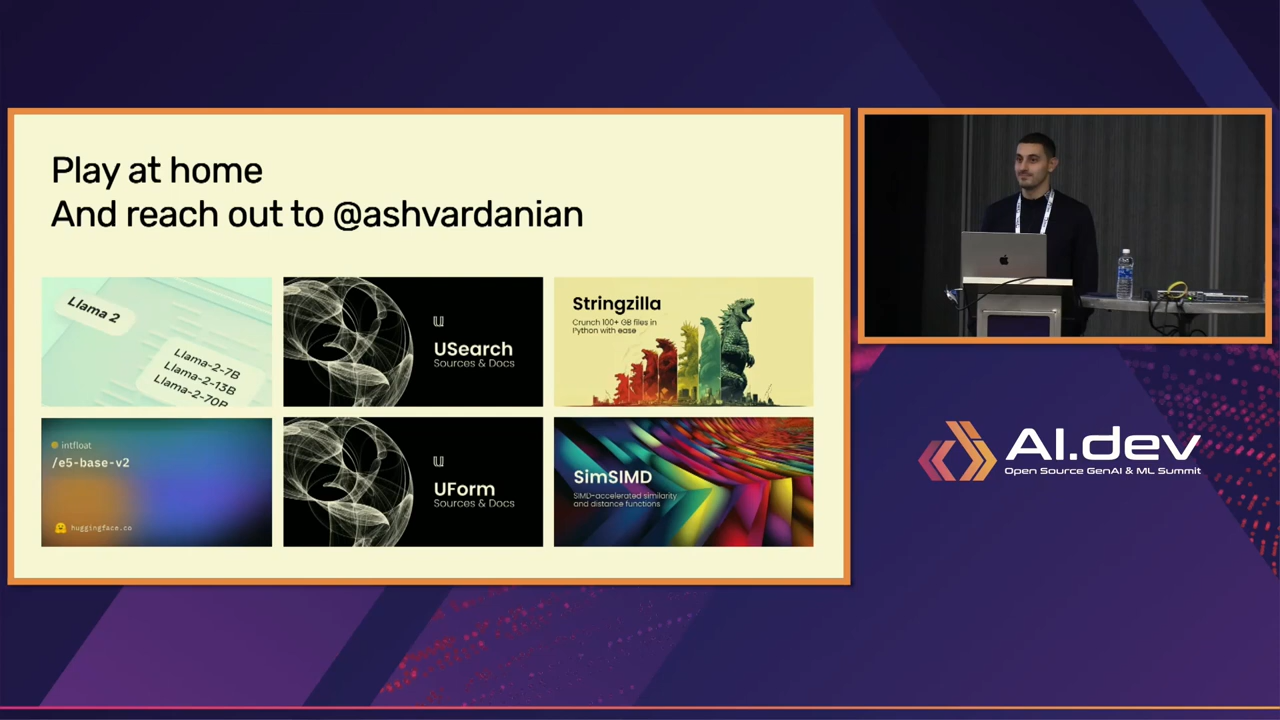 Play at home
And reach out to @ashvardanian
Llama 2
Llama-2-7B
Llama-2-13B
Llama-2-70B
USearch
Sources & Docs
Stringzilla
Crunch 100+ GB files in
Python with ease
intfloat
/e5-base-v2
huggingface.co
UForm
Sources & Docs
SimSIMD
SIMD-accelerated similarity
and distance functions
AI.dev
Open Source GenAI & ML Summit